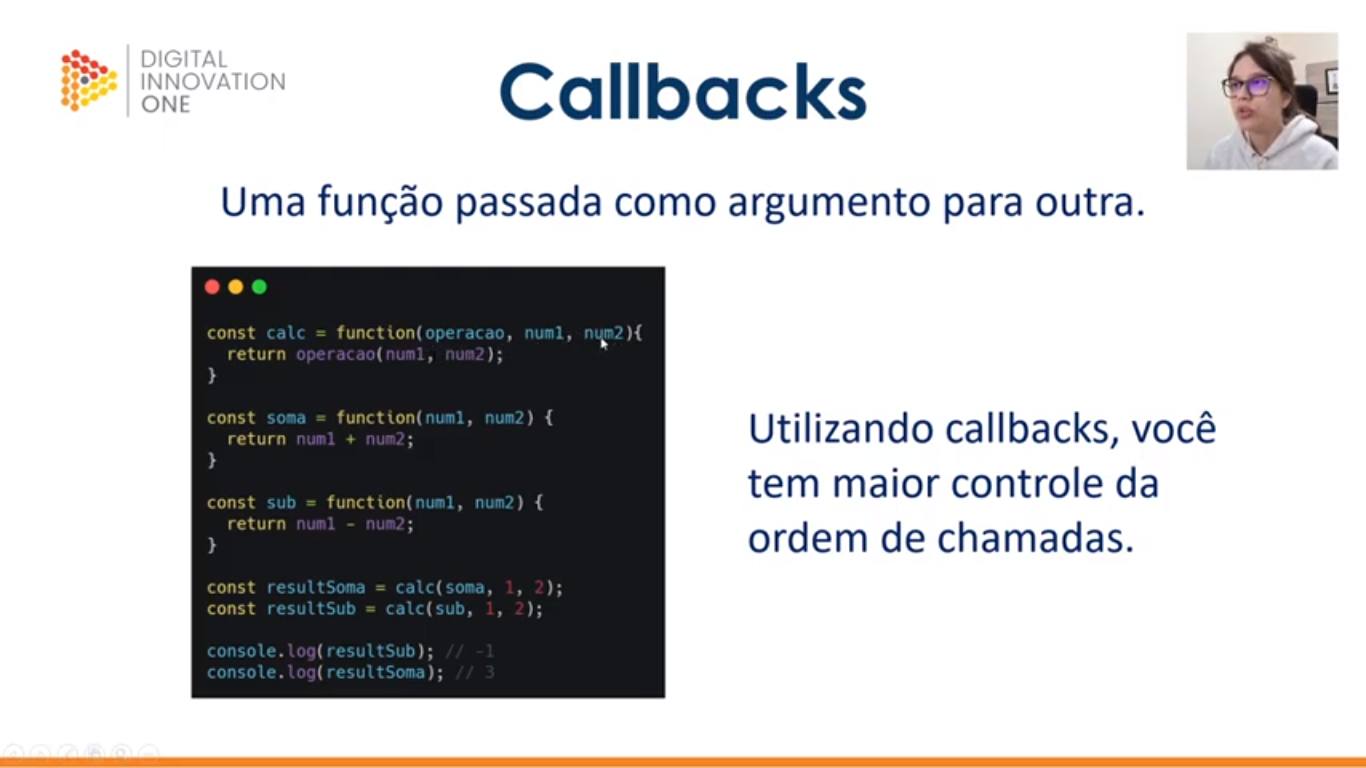 DIGITAL
INNOVATION
ONE
Callbacks
Uma função passada como argumento para outra.
const calc = function(operacao, num1, num2){
  return operacao(num1, num2);
}
const soma = function(num1, num2) {
  return num1 + num2;
}
const sub = function(num1, num2) {
  return num1 - num2;
}
const resultSoma = calc(soma, 1, 2);
const resultSub = calc(sub, 1, 2);
console.log(resultSub); // -1
console.log(resultSoma); // 3
Utilizando callbacks, você
tem maior controle da
ordem de chamadas.